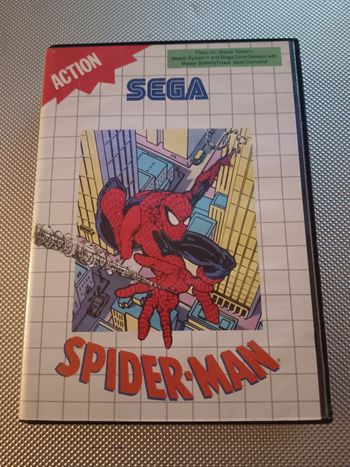 ACTION
Plays On: Master System,
Master System II and Mega Drive/Genesis with
Master System/Power Base Converter
SEGA
SPIDER-MAN